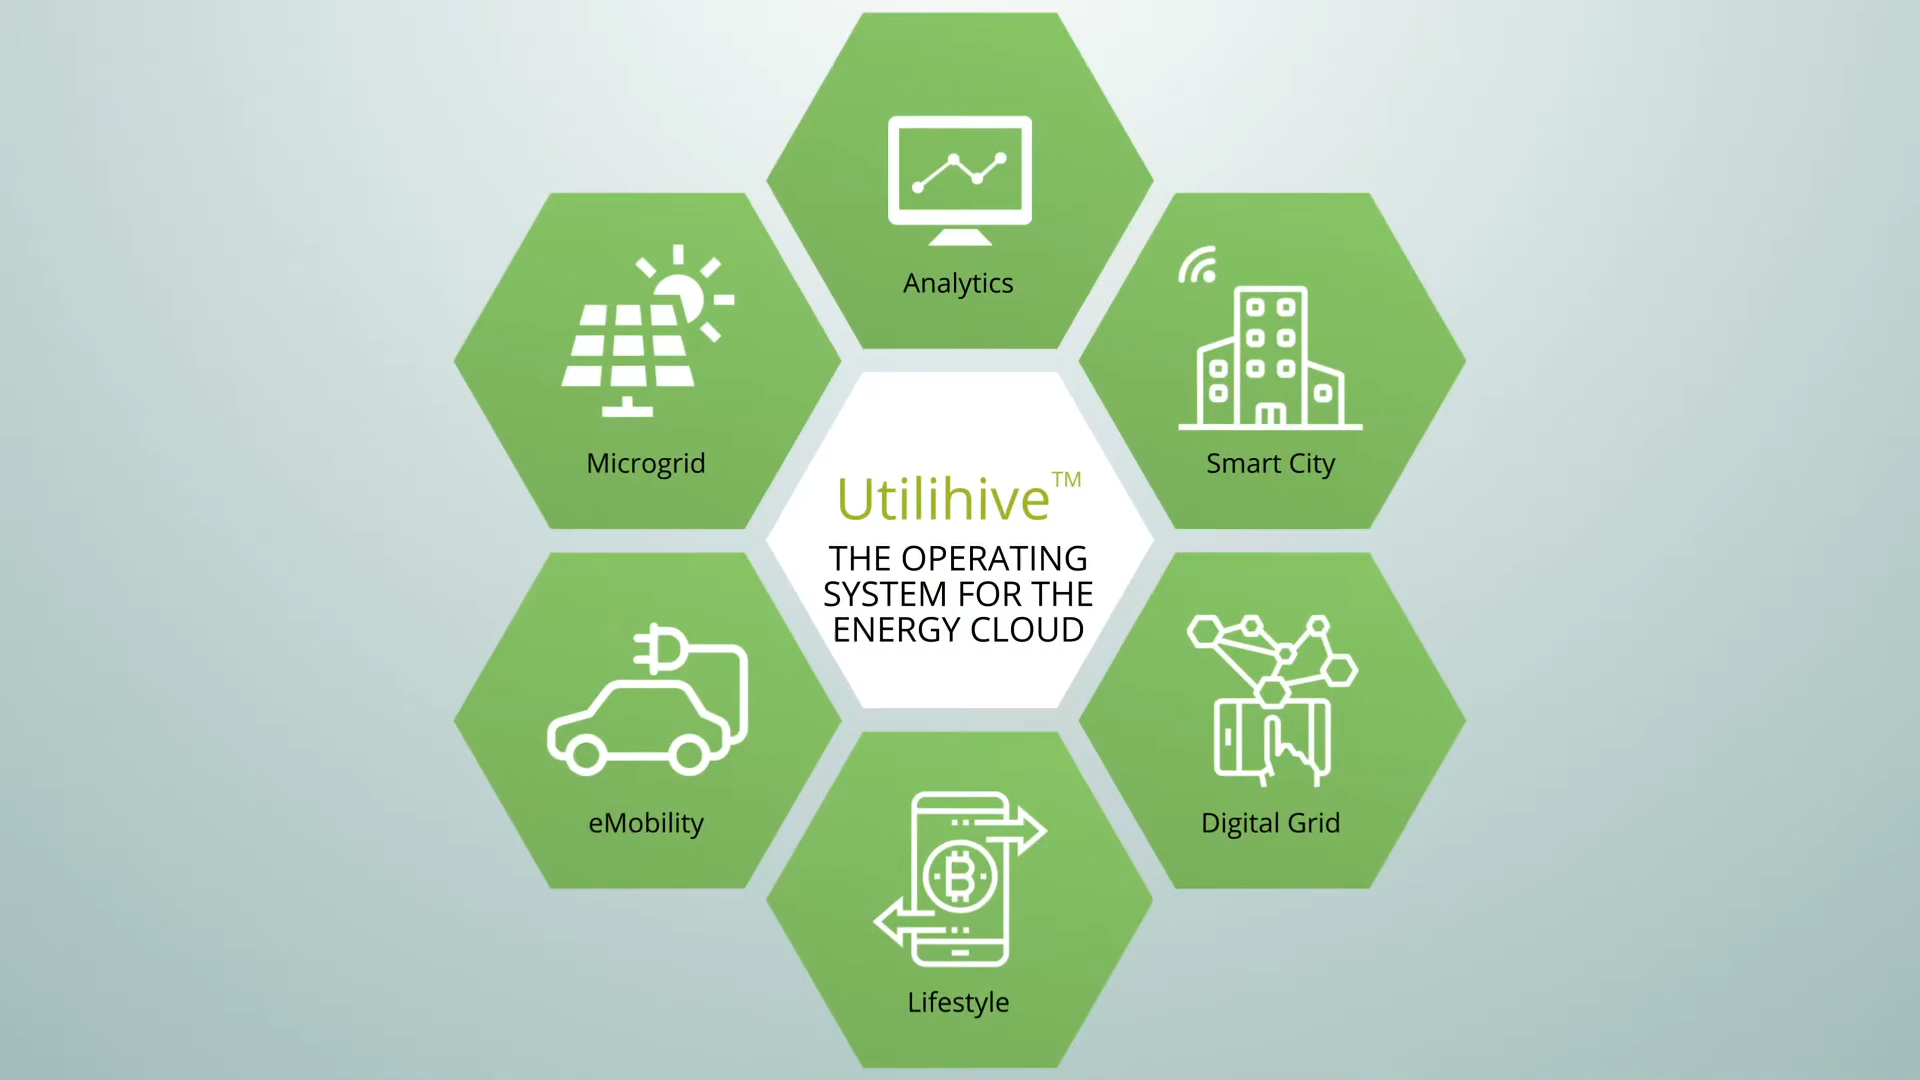 Analytics
Microgrid
Smart City
Utilihive™
THE OPERATING
SYSTEM FOR THE
ENERGY CLOUD
eMobility
Digital Grid
Lifestyle